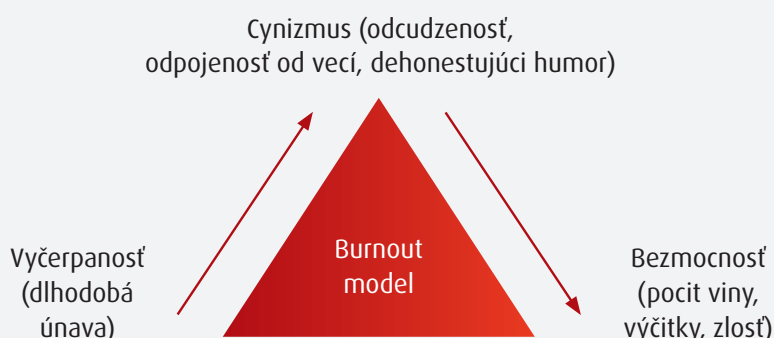 Cynizmus (odcudzenosť,
odpojenosť od vecí, dehonestujúci humor)
Burnout
model
Vyčerpanosť
(dlhodobá
únava)
Bezmocnosť
(pocit viny,
výčitky, zlosť)